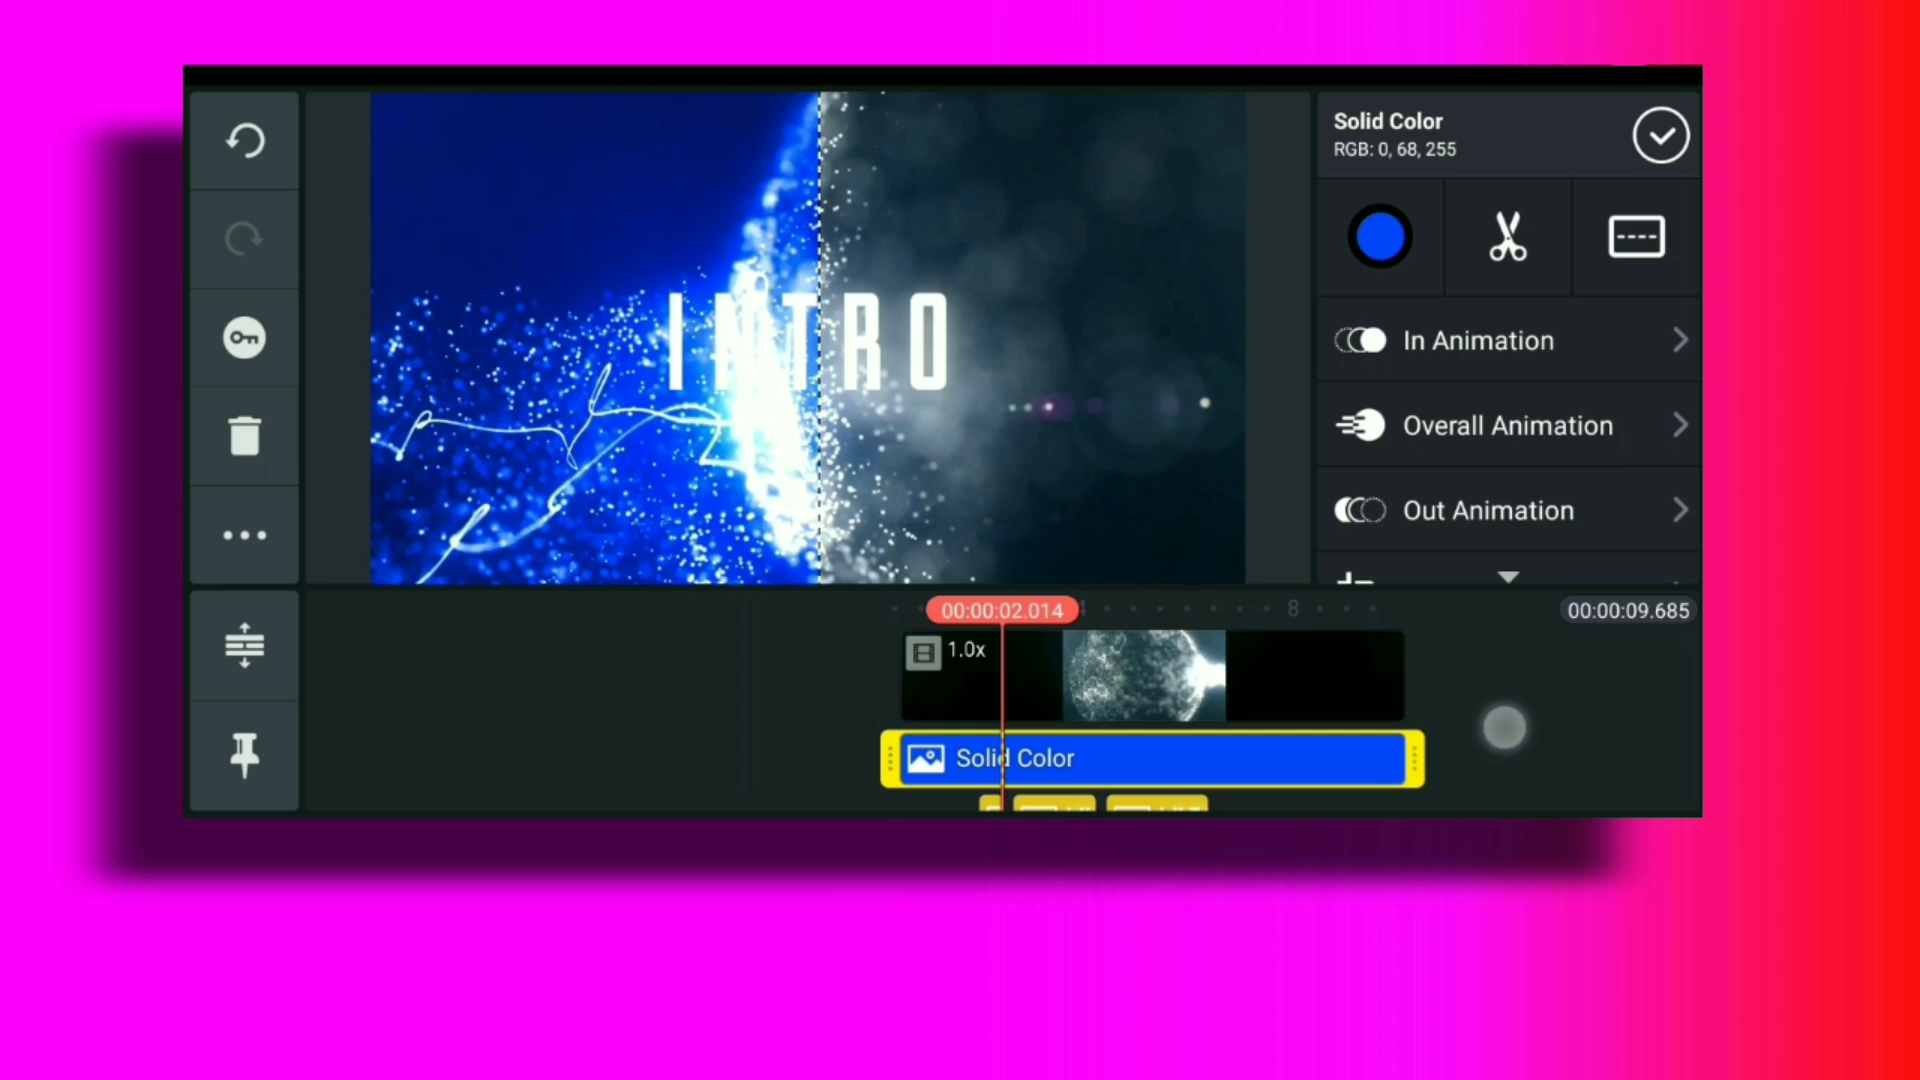 INTRO
Solid Color
RGB: 0, 68, 255
In Animation
Overall Animation
Out Animation
00:00:02.014
8
00:00:09.685
1.0x
Solid Color